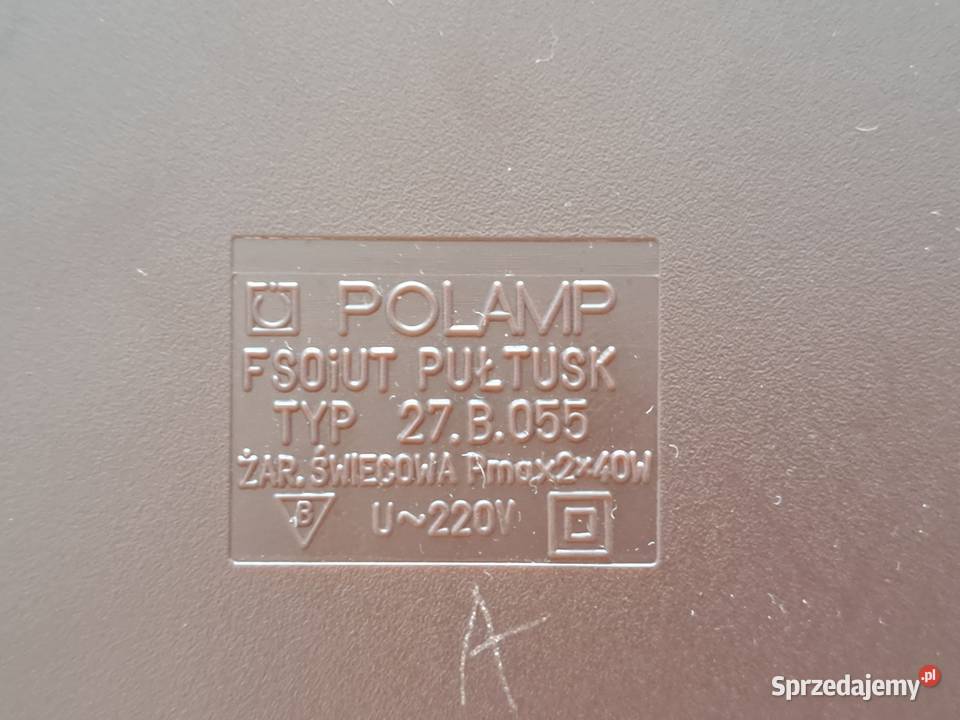 POLAMP
FSOiUT PUŁTUSK
TYP 27.B.055
ŻAR. ŚWIECOWA Pmax2×40W
B U~220V
A
Sprzedajemy.pl